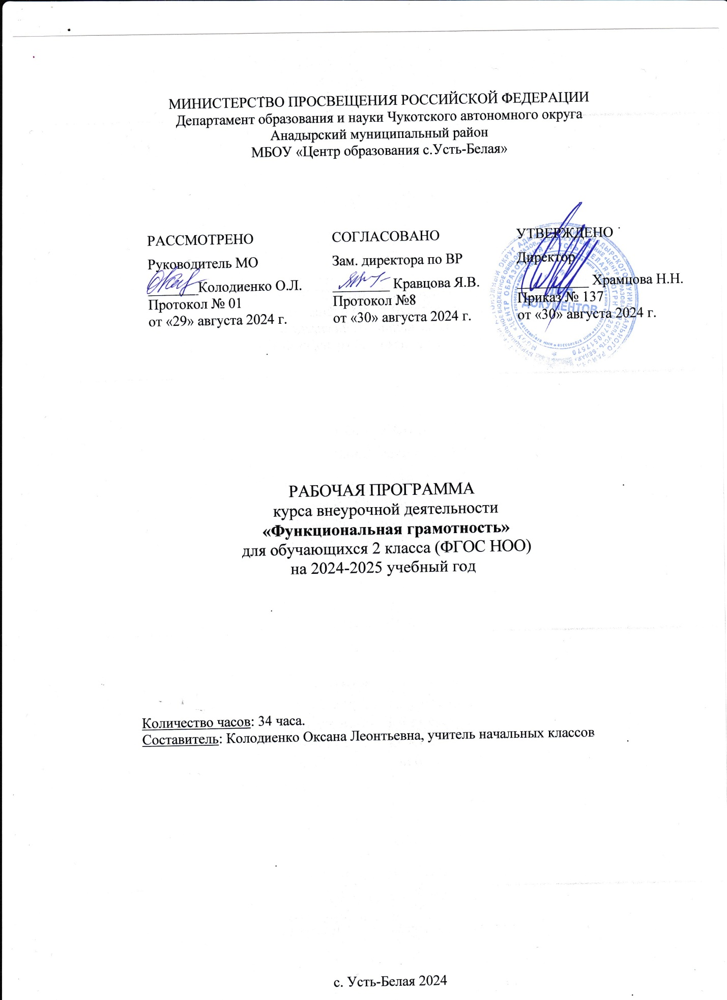 МИНИСТЕРСТВО ПРОСВЕЩЕНИЯ РОССИЙСКОЙ ФЕДЕРАЦИИ
Департамент образования и науки Чукотского автономного округа
Анадырский муниципальный район
МБОУ «Центр образования с.Усть-Белая»
РАССМОТРЕНО
Руководитель МО
Колодиенко О.Л.
Протокол № 01
от «29» августа 2024 г.
СОГЛАСОВАНО
Зам. директора по ВР
Кравцова Я.В.
Протокол №8
от «30» августа 2024 г.
УТВЕРЖДЕНО
Директор
Храмцова Н.Н.
Приказ № 137
от «30» августа 2024 г.
ДОКУМЕНТОВ
РАБОЧАЯ ПРОГРАММА
курса внеурочной деятельности
«Функциональная грамотность»
для обучающихся 2 класса (ФГОС НОО)
на 2024-2025 учебный год
Количество часов: 34 часа.
Составитель: Колодиенко Оксана Леонтьевна, учитель начальных классов
с. Усть-Белая 2024